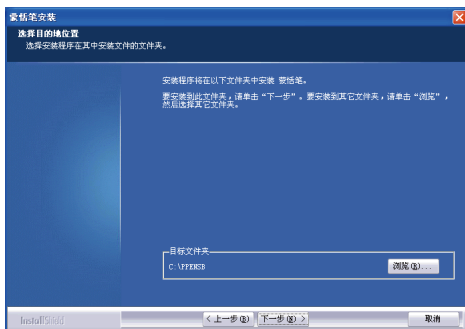 蒙恬笔安装
选择目的地位置
选择安装程序在其中安装文件的文件夹。
安装程序将在以下文件夹中安装 蒙恬笔。
要安装到此文件夹，请单击“下一步”。要安装到其它文件夹，请单击“浏览”，
然后选择其它文件夹。
目标文件夹
C:\PPENSB
浏览(R)...
InstallShield
<上一步(B) 下一步(N)> 取消